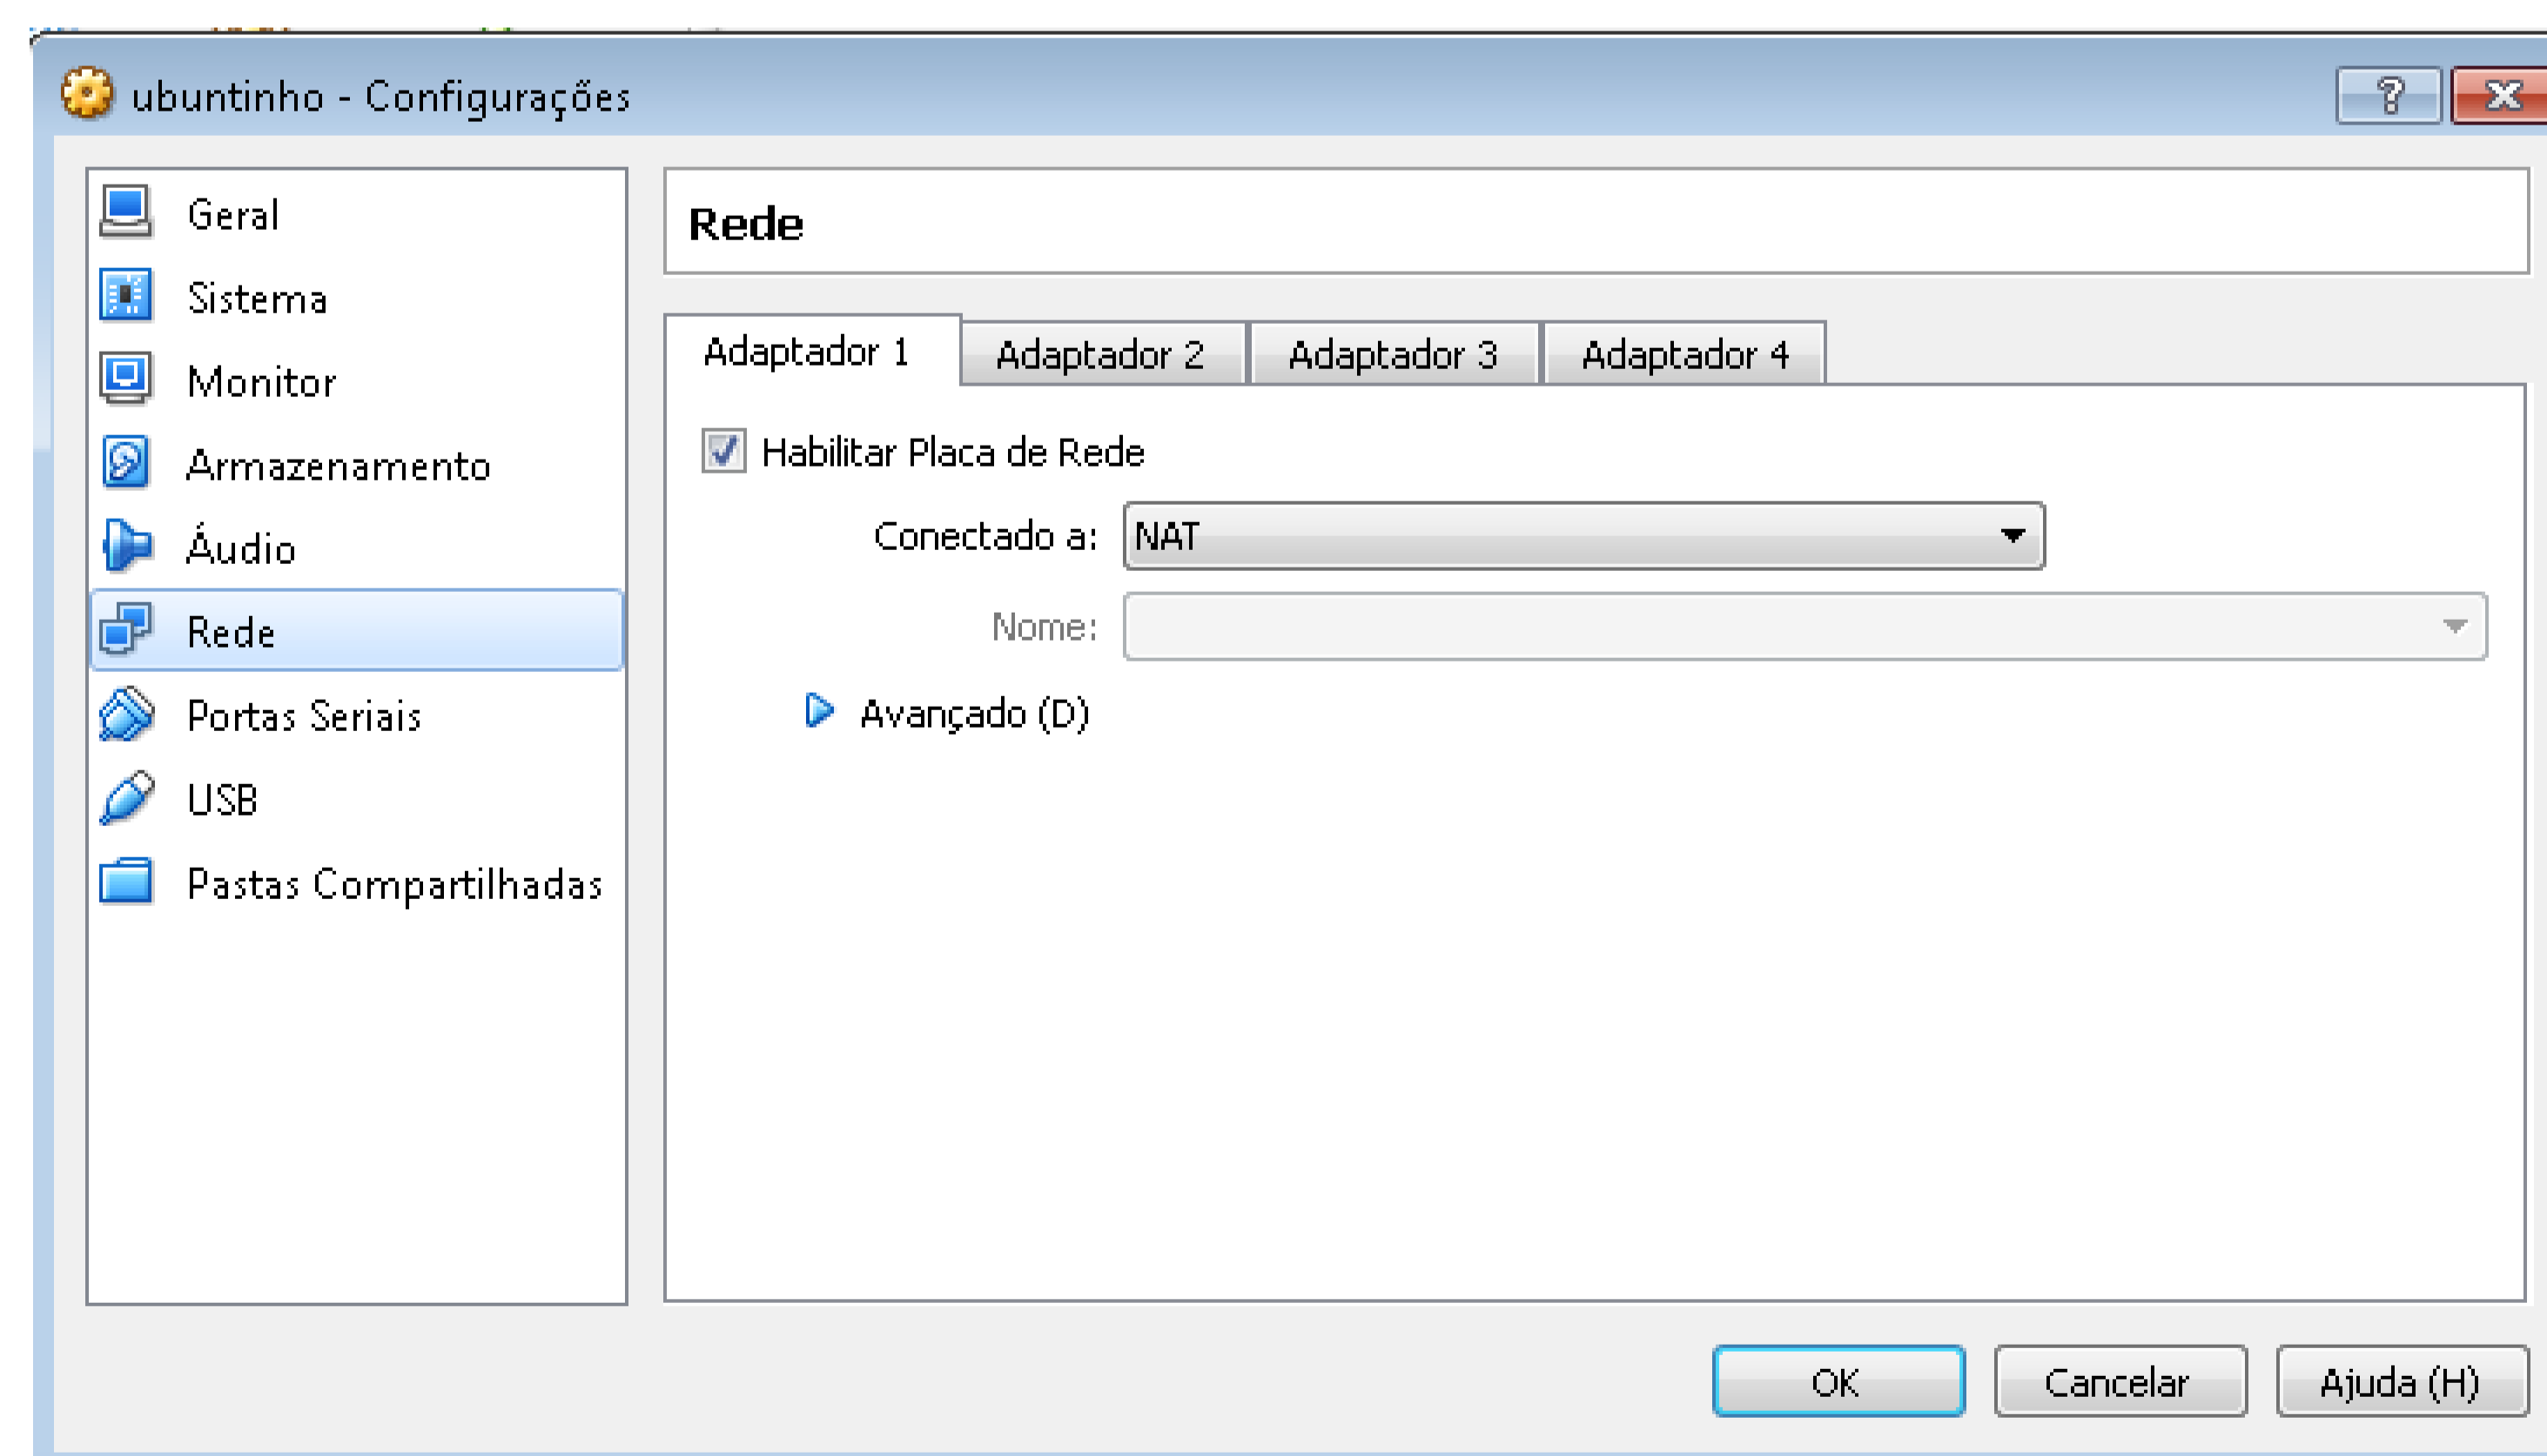 ubuntinho - Configurações
Geral
Sistema
Monitor
Armazenamento
Áudio
Rede
Portas Seriais
USB
Pastas Compartilhadas
Rede
Adaptador 1 Adaptador 2 Adaptador 3 Adaptador 4
Habilitar Placa de Rede
Conectado a: NAT
Nome:
Avançado (D)
OK Cancelar Ajuda (H)